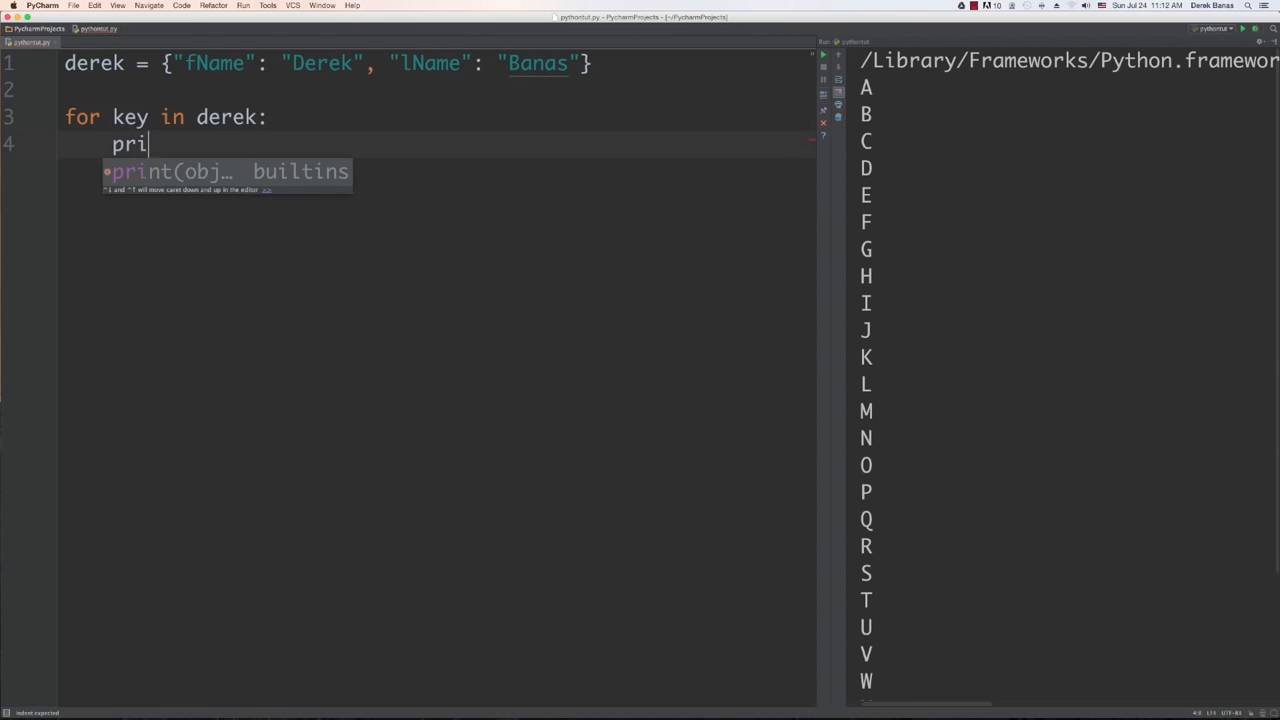 PyCharm File Edit View Navigate Code Refactor Run Tools VCS Window Help
10
Sun Jul 24 11:12 AM Derek Banas
pythontut.py - PycharmProjects - [~/PycharmProjects]
PycharmProjects pythontut.py
pythontut
pythontut.py
Run: pythontut
1 derek = {"fName": "Derek", "lName": "Banas"}
2
3 for key in derek:
4 pri
print(obj… builtins
^↓ and ^↑ will move caret down and up in the editor >>
/Library/Frameworks/Python.framewor
A
B
C
D
E
F
G
H
I
J
K
L
M
N
O
P
Q
R
S
T
U
V
W
Indent expected
4:8 LF÷ UTF-8÷